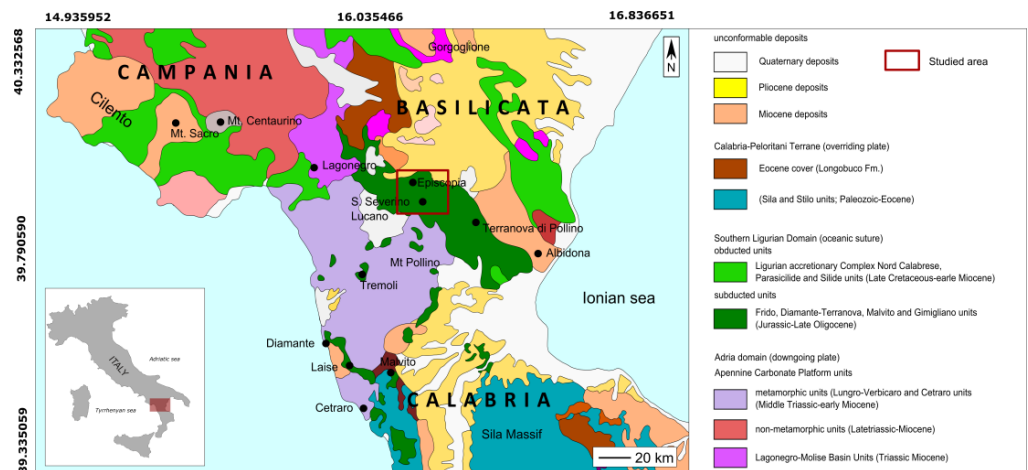 14.935952
16.035466
16.836651
40.332568
39.790590
39.335059
CAMPANIA
BASILICATA
CALABRIA
Gorgoglione
N
Cilento
Mt. Sacro
Mt. Centaurino
Lagonegro
Episcopia
S. Severino
Lucano
Terranova di Pollino
Albidona
Mt Pollino
Tremoli
Ionian sea
Diamante
Laise
Malvito
Cetraro
Sila Massif
20 km
ITALY
Adriatic sea
Tyrrhenyan sea
unconformable deposits
Quaternary deposits
Studied area
Pliocene deposits
Miocene deposits
Calabria-Peloritani Terrane (overriding plate)
Eocene cover (Longobuco Fm.)
(Sila and Stilo units; Paleozoic-Eocene)
Southern Ligurian Domain (oceanic suture)
obducted units
Ligurian accretionary Complex Nord Calabrese,
Parasicilide and Silide units (Late Cretaceous-early Miocene)
subducted units
Frido, Diamante-Terranova, Malvito and Gimigliano units
(Jurassic-Late Oligocene)
Adria domain (downgoing plate)
Apennine Carbonate Platform units
metamorphic units (Lungro-Verbicaro and Cetraro units
(Middle Triassic-early Miocene)
non-metamorphic units (Latetriassic-Miocene)
Lagonegro-Molise Basin Units (Triassic Miocene)